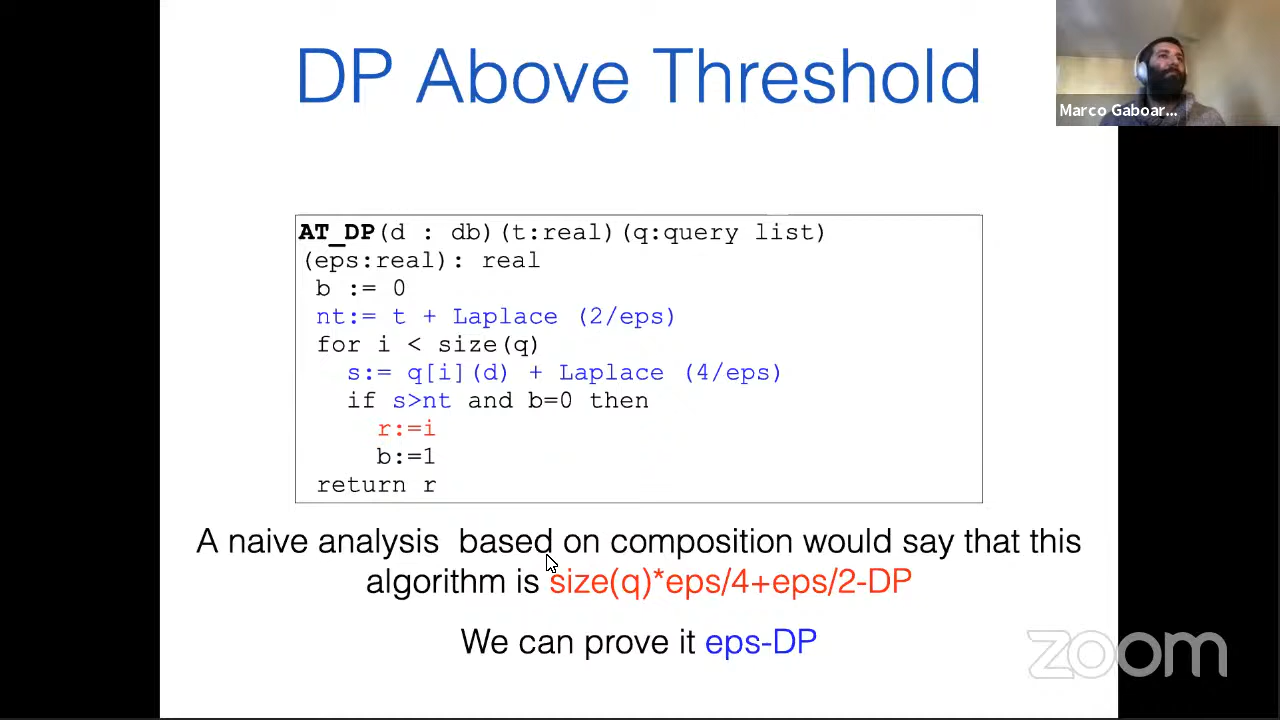 DP Above Threshold
Marco Gaboar...
AT_DP(d : db)(t:real)(q:query list)
(eps:real): real
b := 0
nt:= t + Laplace (2/eps)
for i < size(q)
s:= q[i](d) + Laplace (4/eps)
if s>nt and b=0 then
r:=i
b:=1
return r
A naive analysis based on composition would say that this
algorithm is size(q)*eps/4+eps/2-DP
We can prove it eps-DP
zoom